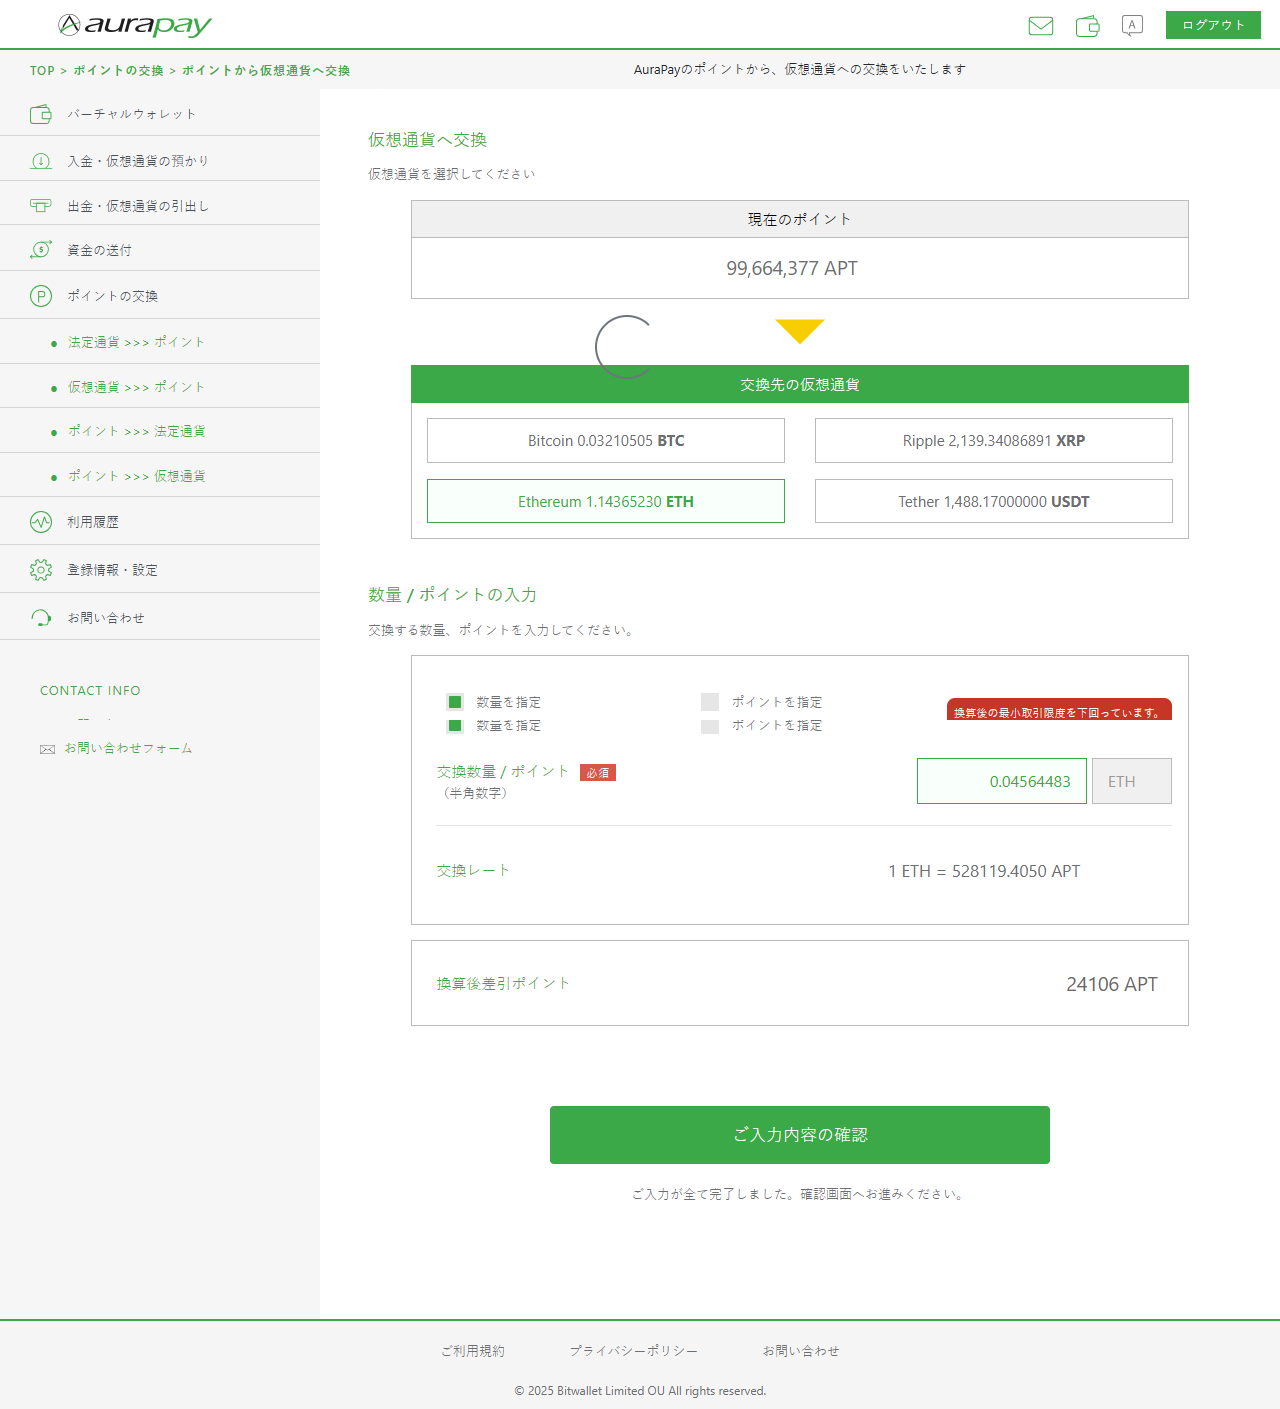 aurapay
A
ログアウト
TOP > ポイントの交換 > ポイントから仮想通貨へ交換
AuraPayのポイントから、仮想通貨への交換をいたします
バーチャルウォレット
入金・仮想通貨の預かり
出金・仮想通貨の引出し
資金の送付
ポイントの交換
法定通貨 >>> ポイント
仮想通貨 >>> ポイント
ポイント >>> 法定通貨
ポイント >>> 仮想通貨
利用履歴
登録情報・設定
お問い合わせ
CONTACT INFO
お問い合わせフォーム
仮想通貨へ交換
仮想通貨を選択してください
現在のポイント
99,664,377 APT
交換先の仮想通貨
Bitcoin 0.03210505 BTC
Ripple 2,139.34086891 XRP
Ethereum 1.14365230 ETH
Tether 1,488.17000000 USDT
数量 / ポイントの入力
交換する数量、ポイントを入力してください。
数量を指定
ポイントを指定
換算後の最小取引限度を下回っています。
数量を指定
ポイントを指定
交換数量 / ポイント 必須
（半角数字）
0.04564483
ETH
交換レート
1 ETH = 528119.4050 APT
換算後差引ポイント
24106 APT
ご入力内容の確認
ご入力が全て完了しました。確認画面へお進みください。
ご利用規約
プライバシーポリシー
お問い合わせ
© 2025 Bitwallet Limited OU All rights reserved.